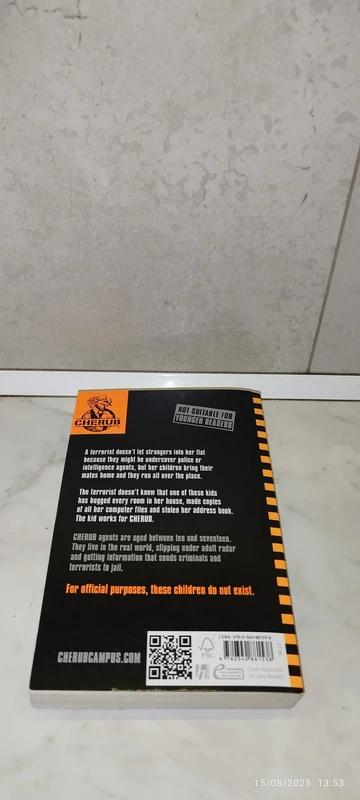 CHERUB
NOT SUITABLE FOR
YOUNGER READERS
A terrorist doesn't let strangers into her flat
because they might be undercover police or
intelligence agents, but her children bring their
mates home and they run all over the place.
The terrorist doesn't know that one of these kids
has bugged every room in her house, made copies
of all her computer files and stolen her address book.
The kid works for CHERUB.
CHERUB agents are aged between ten and seventeen.
They live in the real world, slipping under adult radar
and getting information that sends criminals and
terrorists to jail.
For official purposes, these children do not exist.
CHERUBCAMPUS.COM
FSC
Cover illustration
15/08/2025 13:53